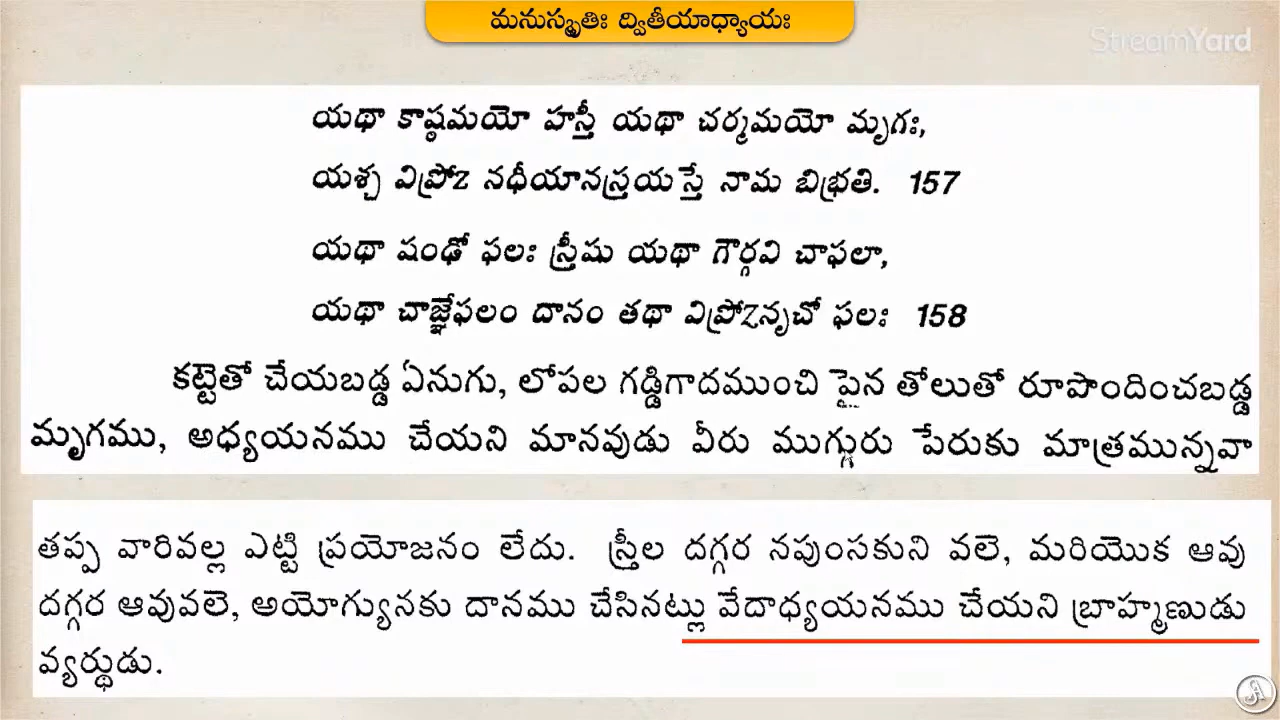 మనుస్మృతిః ద్వితీయాధ్యాయః
StreamYard
యథా కాష్ఠమయో హస్తీ యథా చర్మమయో మృగః,
యశ్చ విప్రోઽ నధీయానస్త్రయస్తే నామ బిభ్రతి. 157
యథా షండో ఫలః స్త్రీషు యథా గౌర్గవి చాఫలా,
యథా చాజ్ఞేఫలం దానం తథా విప్రోઽనృచో ఫలః 158
కట్టెతో చేయబడ్డ ఏనుగు, లోపల గడ్డిగాదముంచి పైన తోలుతో రూపొందించబడ్డ
మృగము, అధ్యయనము చేయని మానవుడు వీరు ముగ్గురు పేరుకు మాత్రమున్నవా
తప్ప వారివల్ల ఎట్టి ప్రయోజనం లేదు. స్త్రీల దగ్గర నపుంసకుని వలె, మరియొక ఆవు
దగ్గర ఆవువలె, అయోగ్యునకు దానము చేసినట్లు వేదాధ్యయనము చేయని బ్రాహ్మణుడు
వ్యర్థుడు.